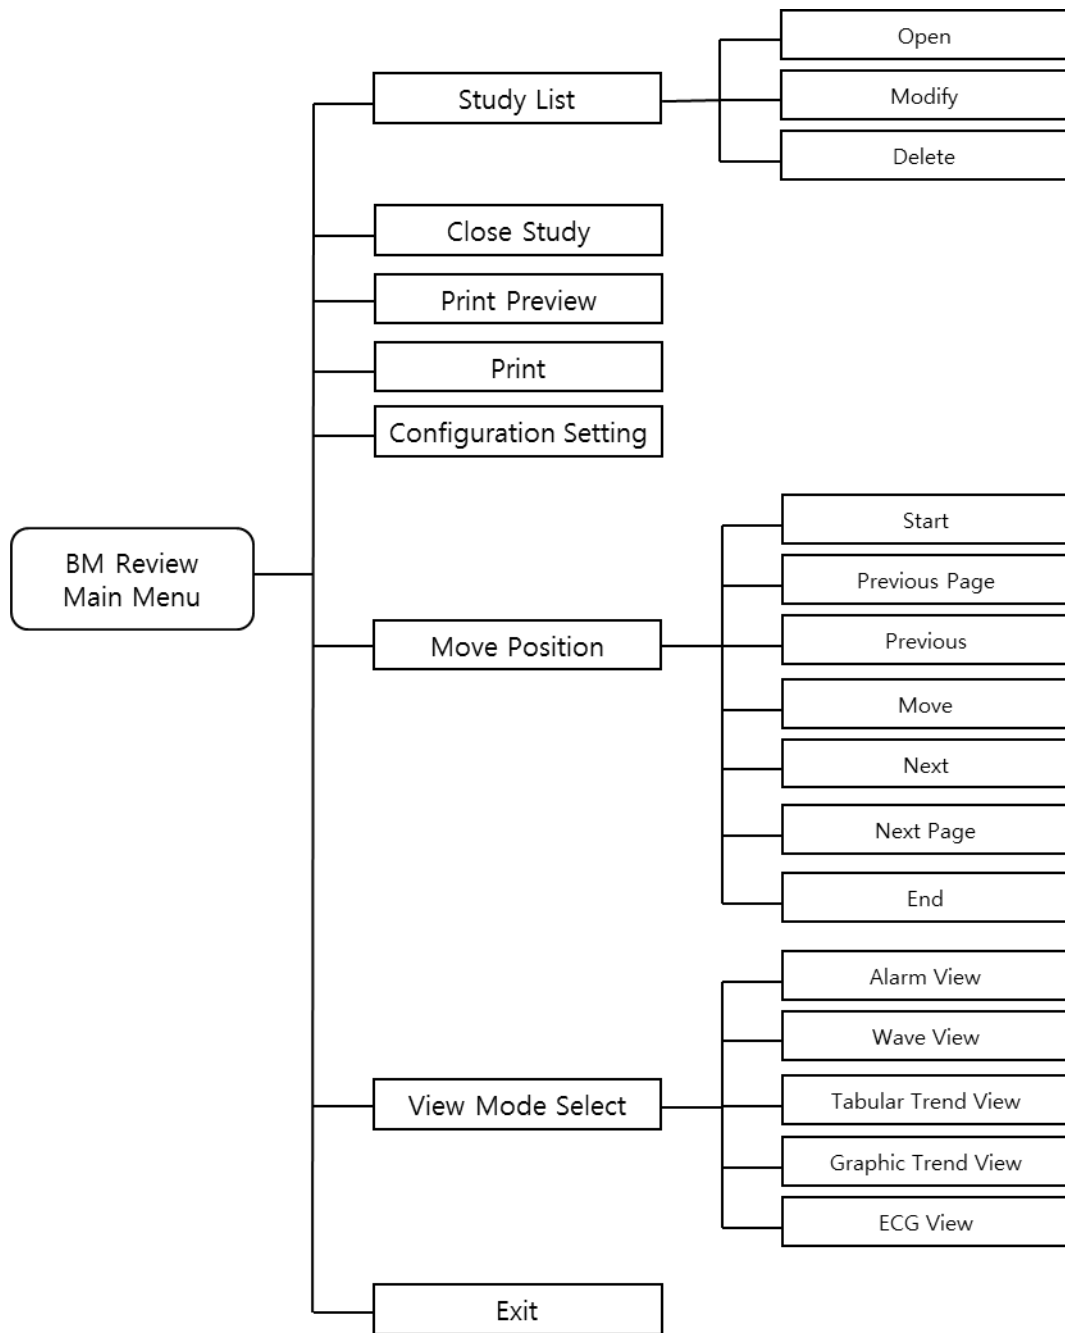 BM Review
Main Menu
Study List
Open
Modify
Delete
Close Study
Print Preview
Print
Configuration Setting
Move Position
Start
Previous Page
Previous
Move
Next
Next Page
End
View Mode Select
Alarm View
Wave View
Tabular Trend View
Graphic Trend View
ECG View
Exit